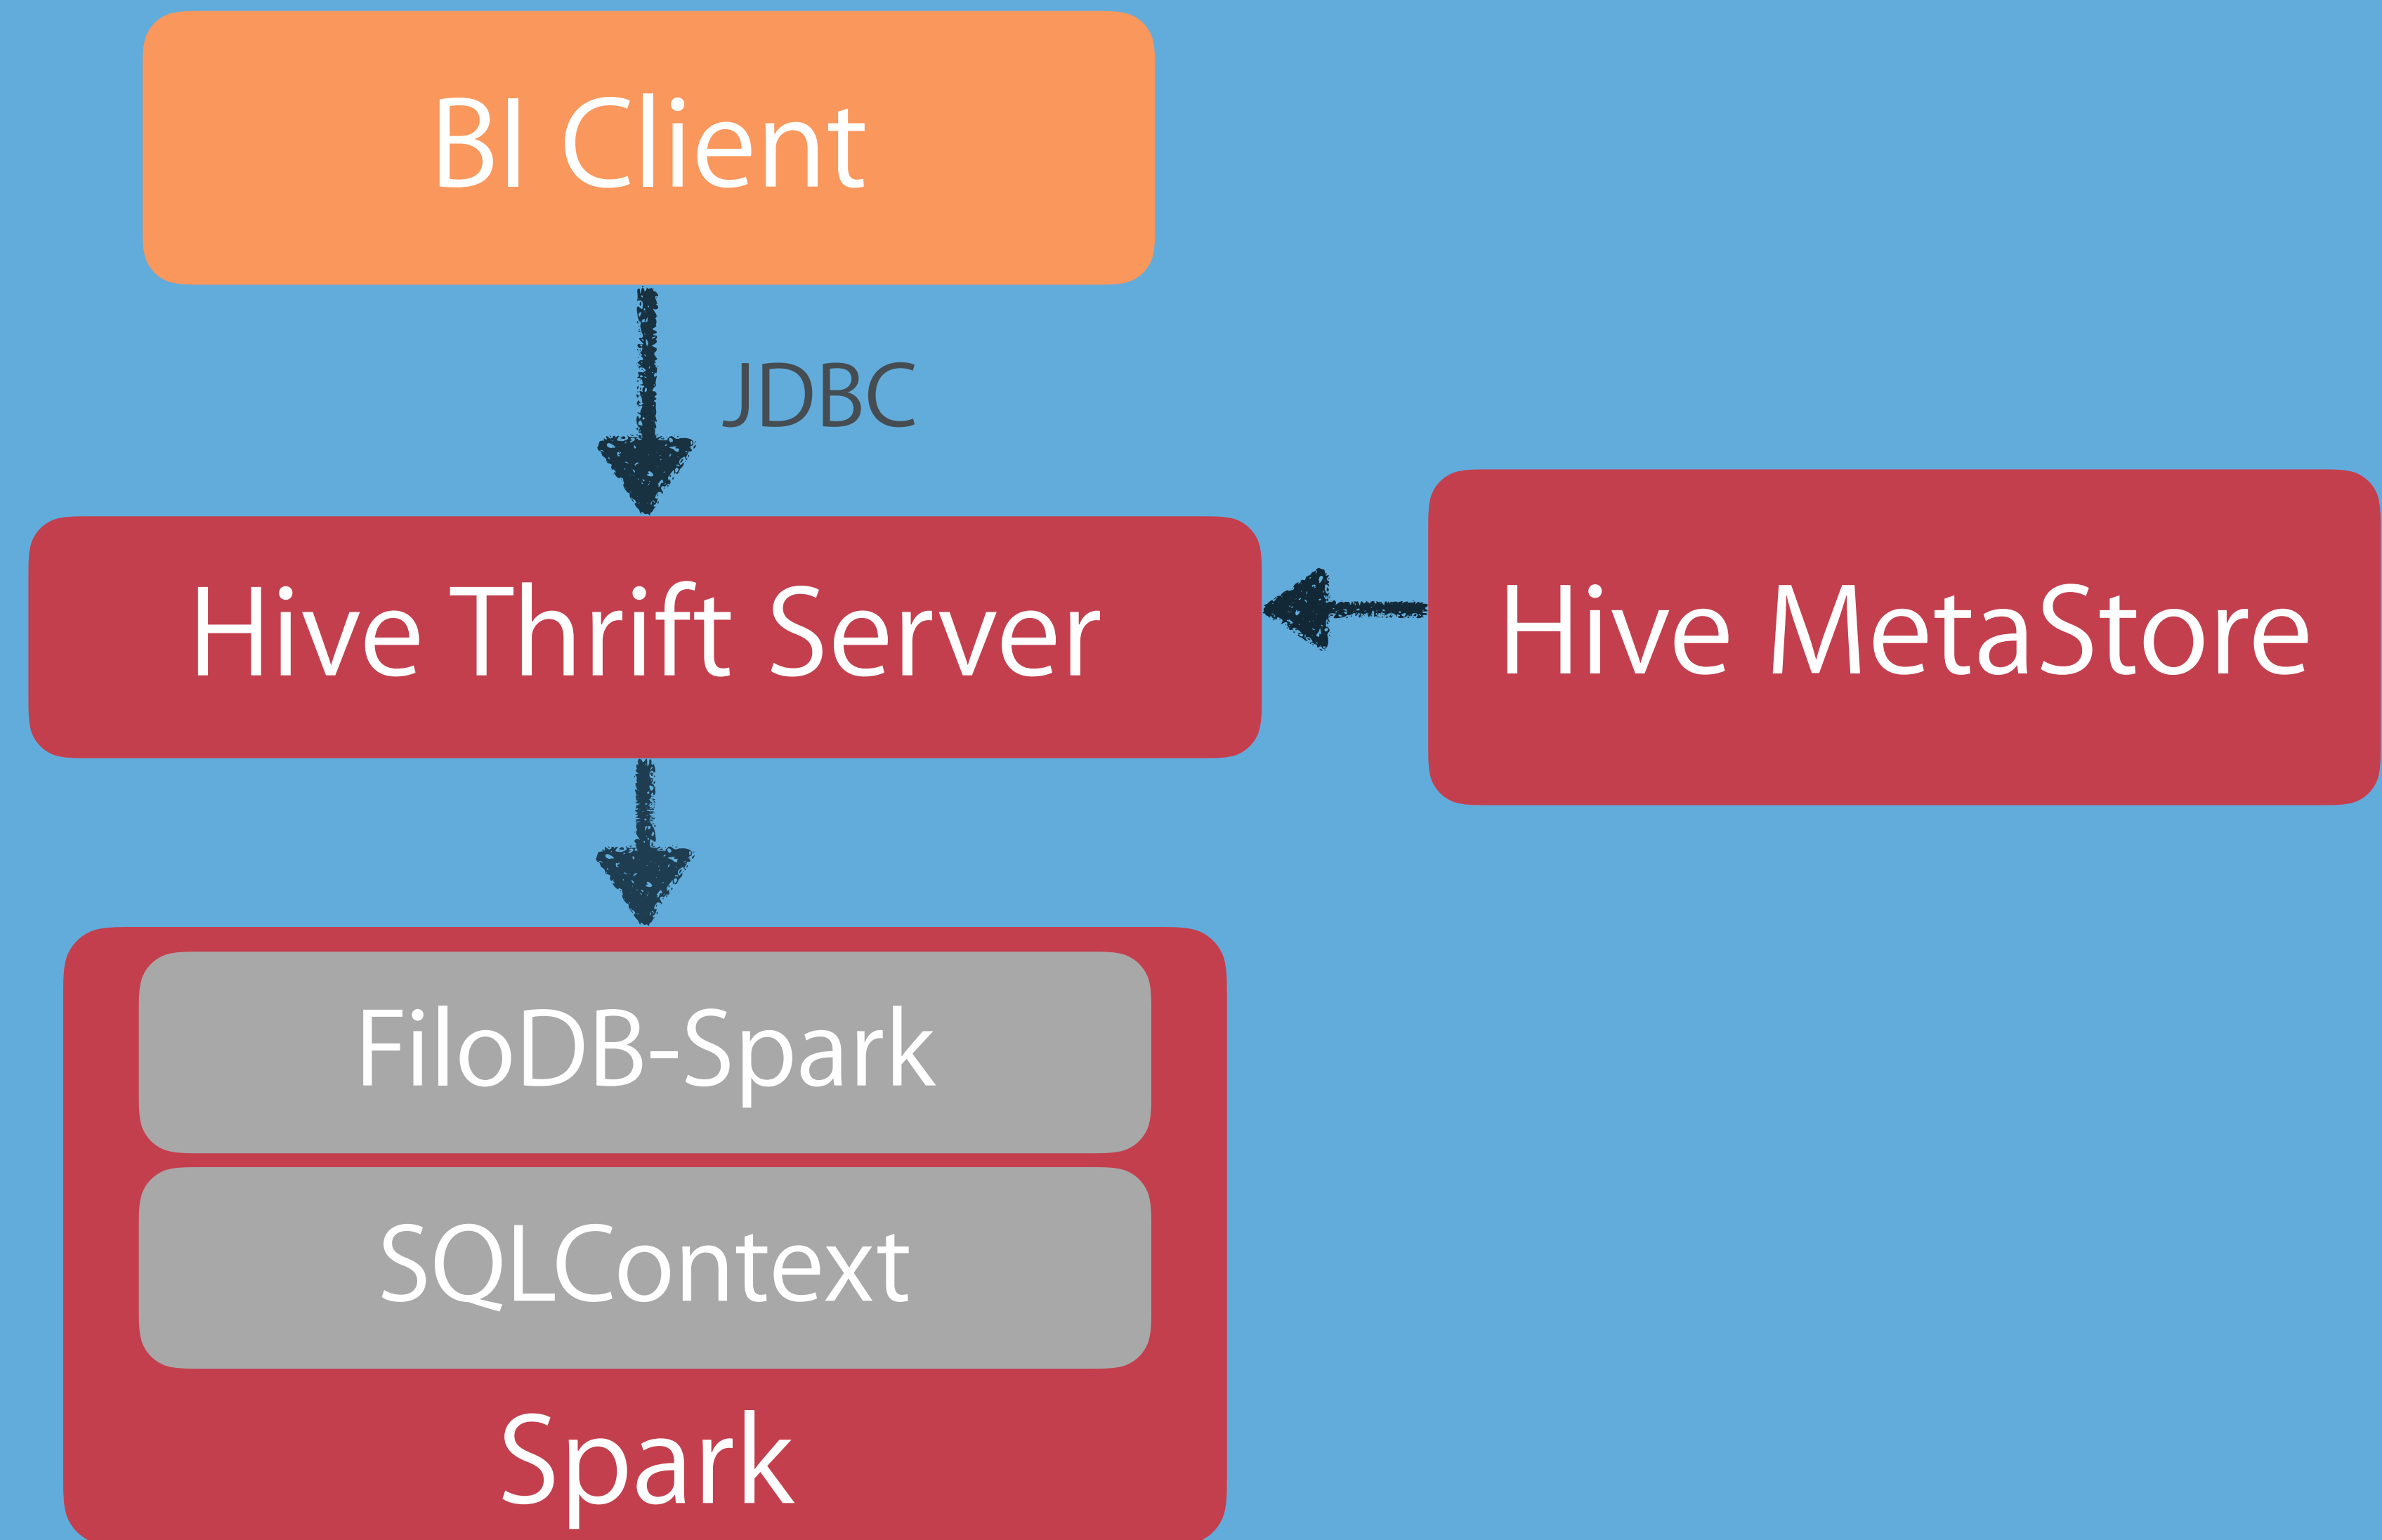 BI Client
JDBC
Hive Thrift Server
Hive MetaStore
FiloDB-Spark
SQLContext
Spark